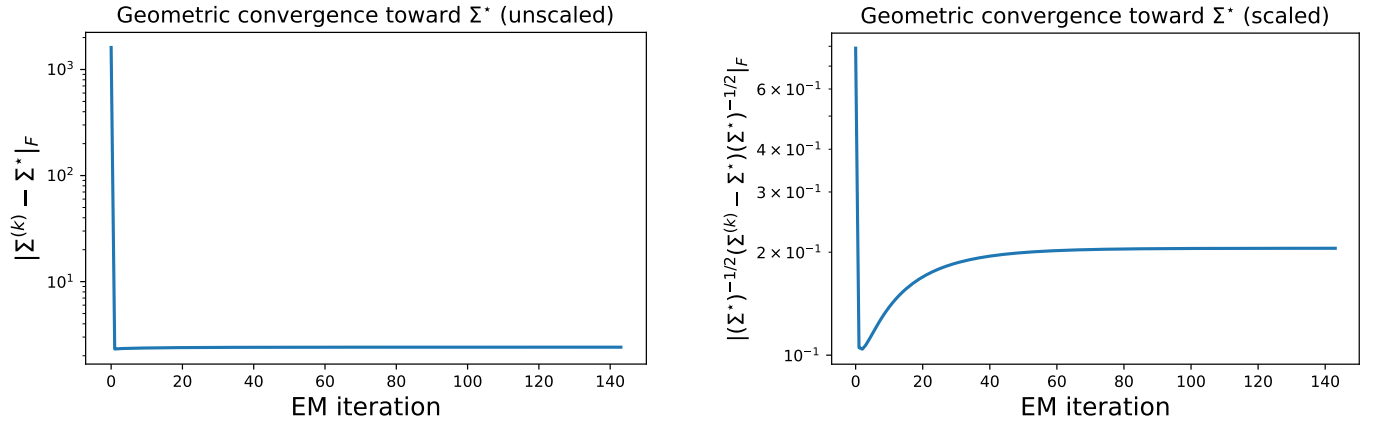 Geometric convergence toward Σ⋆ (unscaled)
|Σ^(k) − Σ⋆|_F
10³
10²
10¹
0 20 40 60 80 100 120 140
EM iteration
Geometric convergence toward Σ⋆ (scaled)
|(Σ⋆)^−1/2(Σ^(k) − Σ⋆)(Σ⋆)^−1/2|_F
6 × 10⁻¹
4 × 10⁻¹
3 × 10⁻¹
2 × 10⁻¹
10⁻¹
0 20 40 60 80 100 120 140
EM iteration